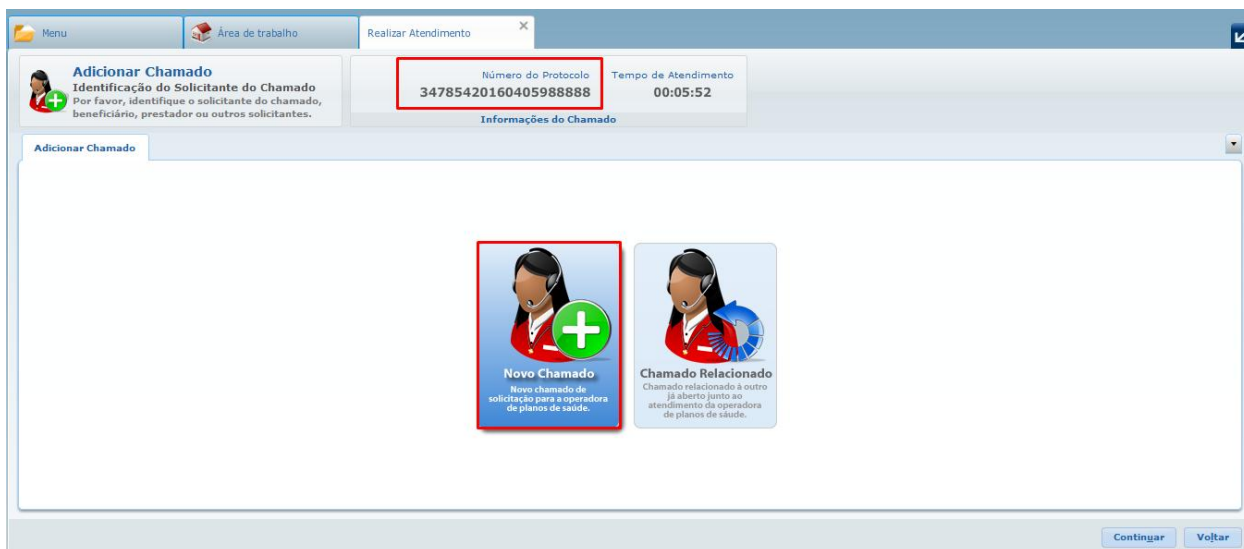 Menu
Área de trabalho
Realizar Atendimento
Adicionar Chamado
Identificação do Solicitante do Chamado
Por favor, identifique o solicitante do chamado,
beneficiário, prestador ou outros solicitantes.
Número do Protocolo
34785420160405988888
Tempo de Atendimento
00:05:52
Informações do Chamado
Adicionar Chamado
Novo Chamado
Novo chamado de
solicitação para a operadora
de planos de saúde.
Chamado Relacionado
Chamado relacionado à outro
já aberto junto ao
atendimento da operadora
de planos de sáude.
Continuar
Voltar